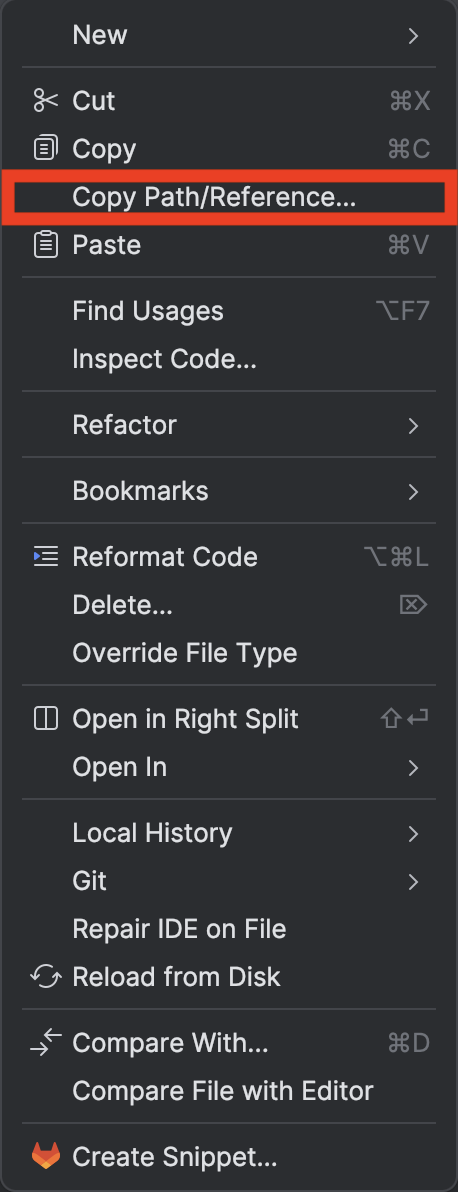 New
Cut ⌘X
Copy ⌘C
Copy Path/Reference...
Paste ⌘V
Find Usages ⌥F7
Inspect Code...
Refactor
Bookmarks
Reformat Code ⌥⌘L
Delete... ⌦
Override File Type
Open in Right Split ⇧⏎
Open In
Local History
Git
Repair IDE on File
Reload from Disk
Compare With... ⌘D
Compare File with Editor
Create Snippet...